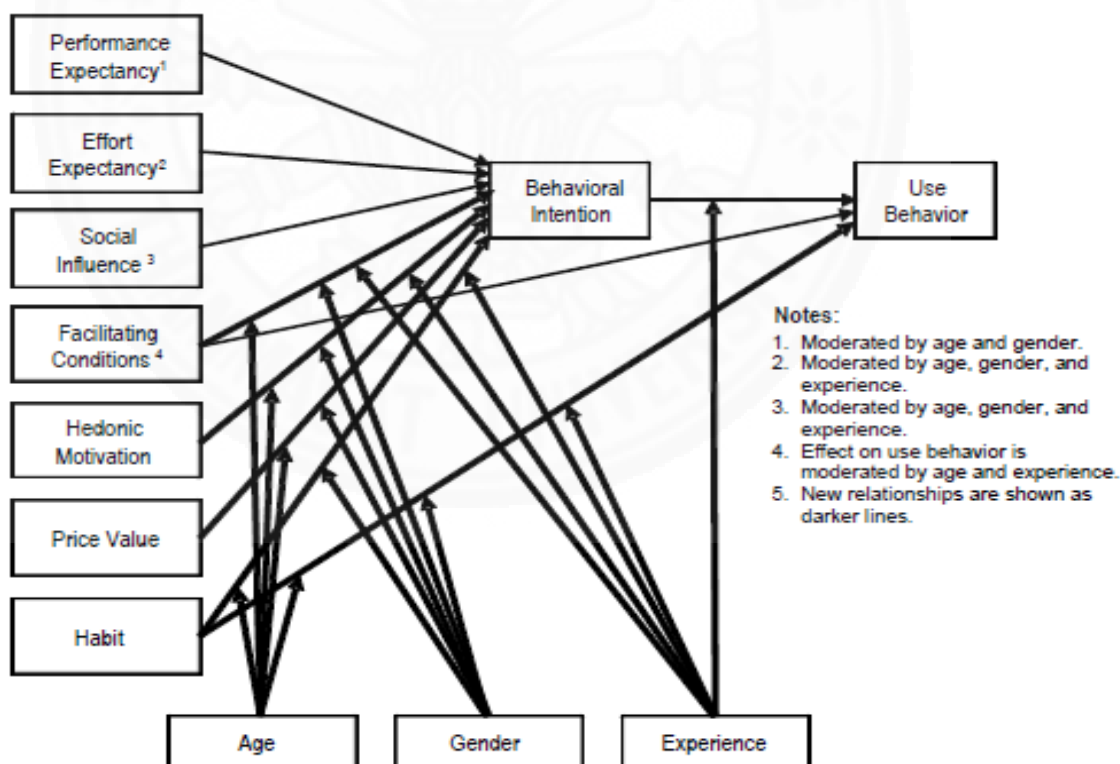 Performance
Expectancy¹
Effort
Expectancy²
Social
Influence ³
Facilitating
Conditions ⁴
Hedonic
Motivation
Price Value
Habit
Behavioral
Intention
Use
Behavior
Notes:
1. Moderated by age and gender.
2. Moderated by age, gender, and
experience.
3. Moderated by age, gender, and
experience.
4. Effect on use behavior is
moderated by age and experience.
5. New relationships are shown as
darker lines.
Age
Gender
Experience